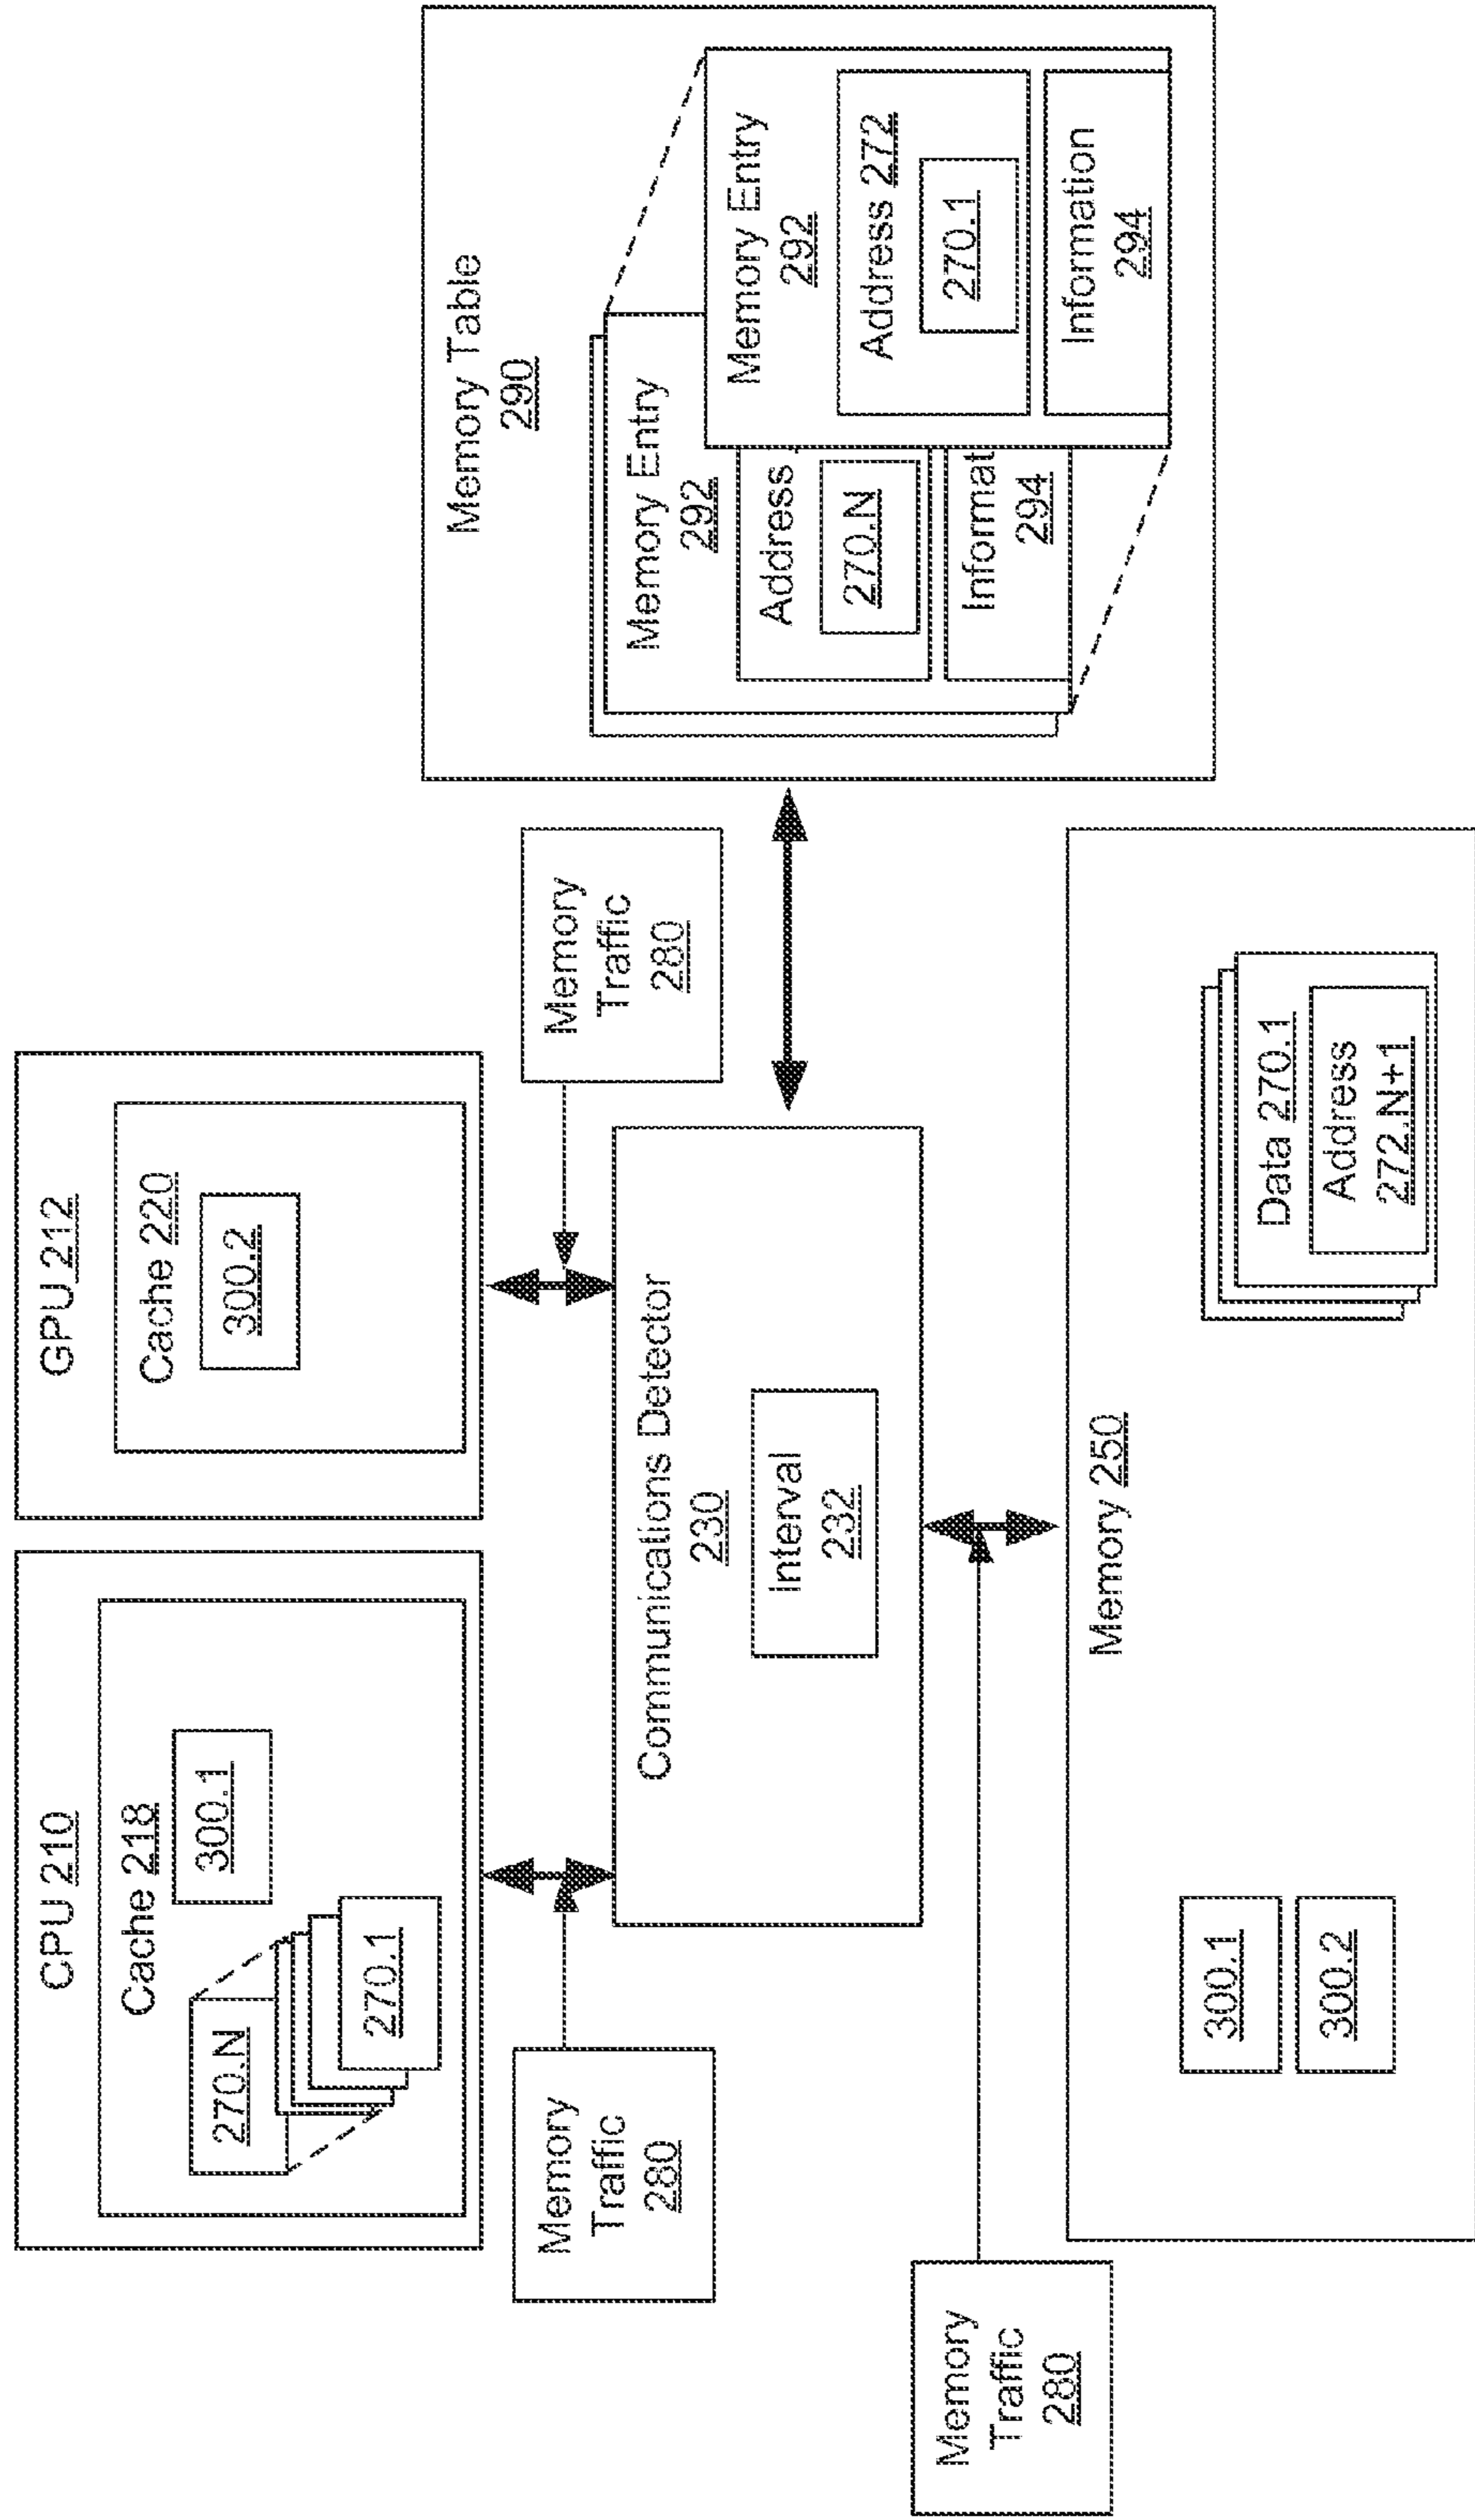 CPU 210
Cache 218
270.N
270.1
300.1
GPU 212
Cache 220
300.2
Memory
Traffic
280
Memory
Traffic
280
Communications Detector
230
Interval
232
Memory Table
290
Memory Entry
292
Address
270.N
Informat
294
Memory Entry
292
Address 272
270.1
Information
294
Memory
Traffic
280
Memory 250
300.1
300.2
Data 270.1
Address
272.N+1